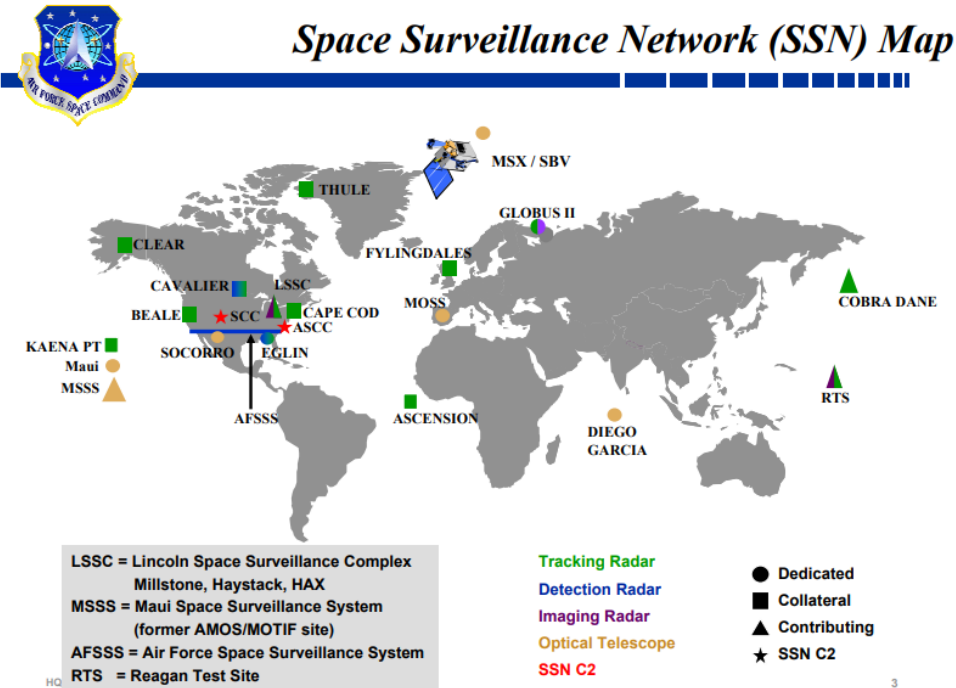 Space Surveillance Network (SSN) Map
AIR FORCE SPACE COMMAND
MSX / SBV
THULE
GLOBUS II
CLEAR
FYLINGDALES
CAVALIER
LSSC
MOSS
COBRA DANE
BEALE
SCC
CAPE COD
ASCC
KAENA PT
SOCORRO
EGLIN
Maui
MSSS
RTS
AFSSS
ASCENSION
DIEGO
GARCIA
LSSC = Lincoln Space Surveillance Complex
Millstone, Haystack, HAX
MSSS = Maui Space Surveillance System
(former AMOS/MOTIF site)
AFSSS = Air Force Space Surveillance System
RTS = Reagan Test Site
Tracking Radar
Detection Radar
Imaging Radar
Optical Telescope
SSN C2
Dedicated
Collateral
Contributing
SSN C2
HQ
3